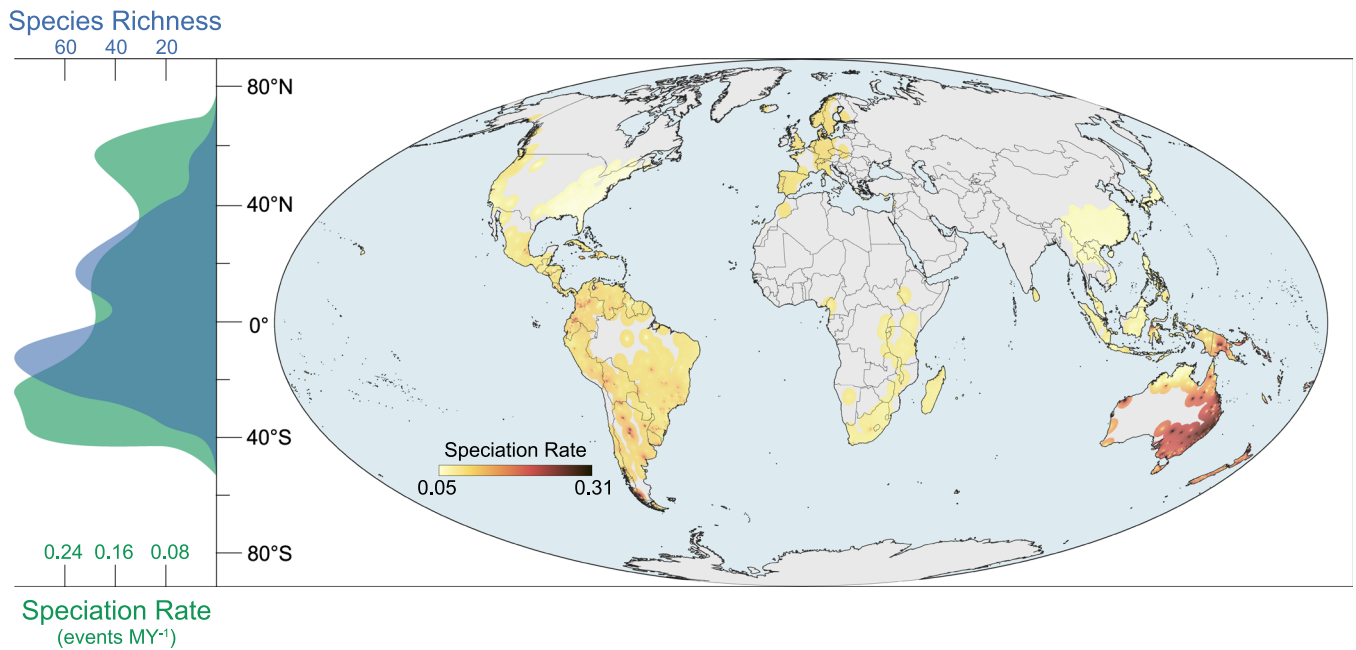 Species Richness
60 40 20
80°N
40°N
0°
40°S
80°S
Speciation Rate
0.05 0.31
0.24 0.16 0.08
Speciation Rate
(events MY⁻¹)